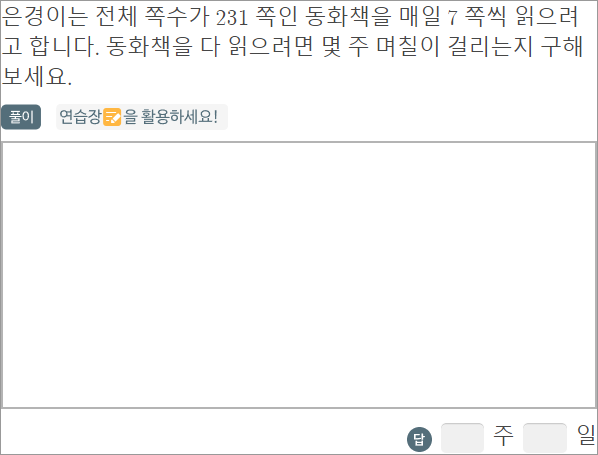 은경이는 전체 쪽수가 231 쪽인 동화책을 매일 7 쪽씩 읽으려
고 합니다. 동화책을 다 읽으려면 몇 주 며칠이 걸리는지 구해
보세요.
풀이 연습장을 활용하세요!
답 주 일